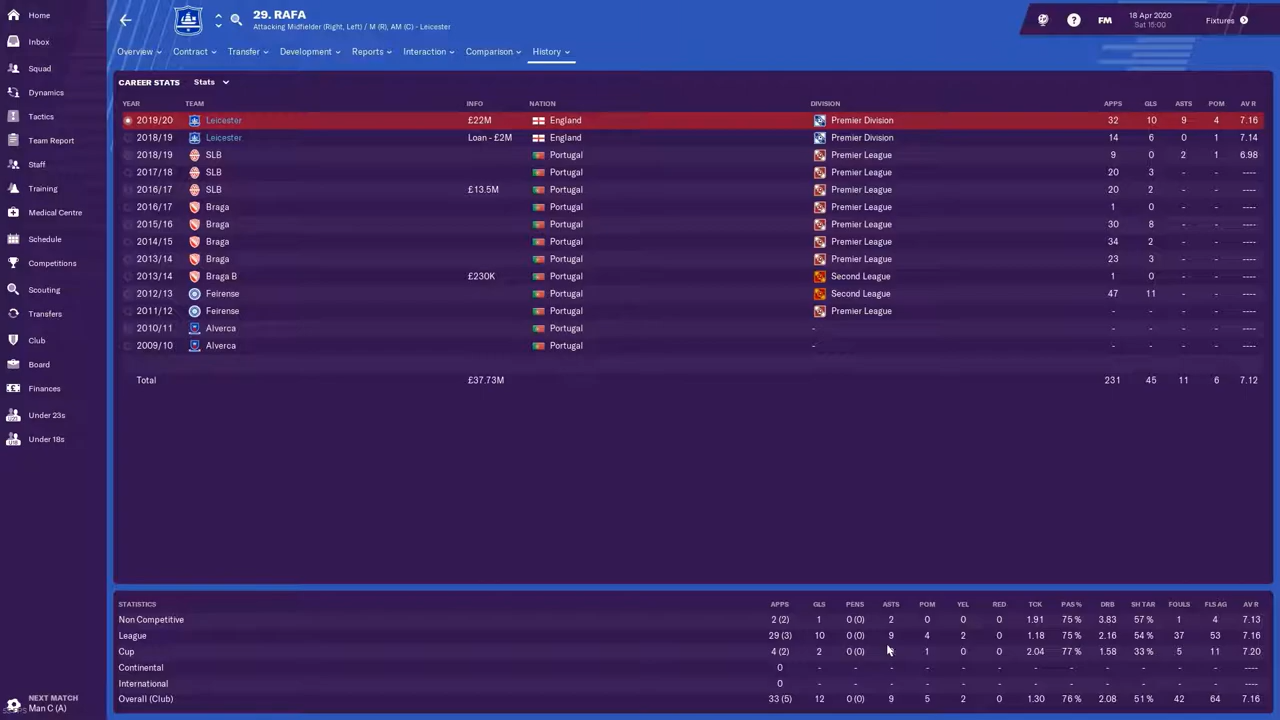 Home
Inbox
Squad
Dynamics
Tactics
Team Report
Staff
Training
Medical Centre
Schedule
Competitions
Scouting
Transfers
Club
Board
Finances
Under 23s
Under 18s
NEXT MATCH
Man C (A)
29. RAFA
Attacking Midfielder (Right, Left) / M (R), AM (C) - Leicester
? FM 18 Apr 2020
Sat 15:00
Fixtures
Overview Contract Transfer Development Reports Interaction Comparison History
CAREER STATS Stats
YEAR TEAM INFO NATION DIVISION APPS GLS ASTS POM AV R
2019/20 Leicester £22M England Premier Division 32 10 9 4 7.16
2018/19 Leicester Loan - £2M England Premier Division 14 6 0 1 7.14
2018/19 SLB Portugal Premier League 9 0 2 1 6.98
2017/18 SLB Portugal Premier League 20 3 - - ----
2016/17 SLB £13.5M Portugal Premier League 20 2 - - ----
2016/17 Braga Portugal Premier League 1 0 - - ----
2015/16 Braga Portugal Premier League 30 8 - - ----
2014/15 Braga Portugal Premier League 34 2 - - ----
2013/14 Braga Portugal Premier League 23 3 - - ----
2013/14 Braga B £230K Portugal Second League 1 0 - - ----
2012/13 Feirense Portugal Second League 47 11 - - ----
2011/12 Feirense Portugal Premier League - - - - ----
2010/11 Alverca Portugal - - - - - ----
2009/10 Alverca Portugal - - - - - ----
Total £37.73M 231 45 11 6 7.12
STATISTICS APPS GLS PENS ASTS POM YEL RED TCK PAS % DRB SH TAR FOULS FLS AG AV R
Non Competitive 2 (2) 1 0 (0) 2 0 0 0 1.91 75 % 3.83 57 % 1 4 7.13
League 29 (3) 10 0 (0) 9 4 2 0 1.18 75 % 2.16 54 % 37 53 7.16
Cup 4 (2) 2 0 (0) 1 0 0 2.04 77 % 1.58 33 % 5 11 7.20
Continental 0 - - - - - - - - - - - - ----
International 0 - - - - - - - - - - - - ----
Overall (Club) 33 (5) 12 0 (0) 9 5 2 0 1.30 76 % 2.08 51 % 42 64 7.16